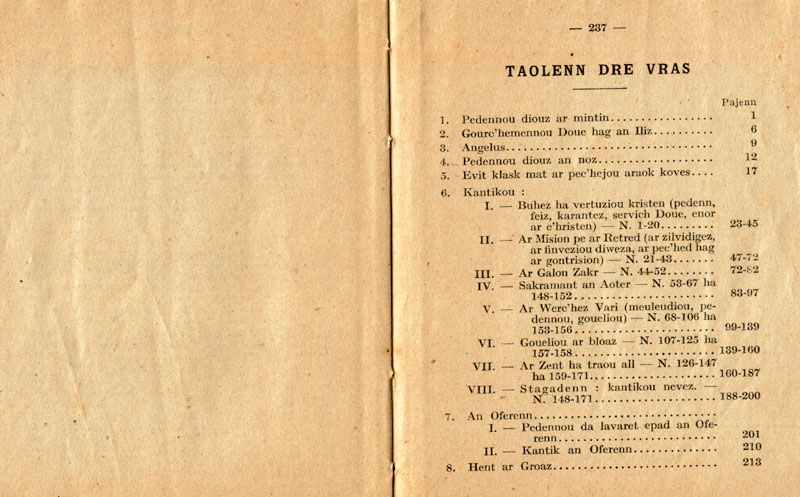 — 237 —
TAOLENN DRE VRAS
Pajenn
1. Pedennou diouz ar mintin................. 1
2. Gourc'hemennou Doue hag an Iliz.......... 6
3. Angelus.................................. 9
4. Pedennou diouz an noz................... 12
5. Evit klask mat ar pec'hejou araok koves.... 17
6. Kantikou :
I. — Buhez ha vertuziou kristen (pedenn,
feiz, karantez, servich Doue, enor
ar c'hristen) — N. 1-20......... 23-45
II. — Ar Mision pe ar Retred (ar zilvidigez,
ar finveziou diweza, ar pec'hed hag
ar gontrision) — N. 21-43....... 47-72
III. — Ar Galon Zakr — N. 44-52....... 72-82
IV. — Sakramant an Aoter — N. 53-67 ha
148-152........................ 83-97
V. — Ar Werc'hez Vari (meuleudiou, pe-
dennou, goueliou) — N. 68-106 ha
153-156........................ 99-139
VI. — Goueliou ar bloaz — N. 107-125 ha
157-158........................ 139-160
VII. — Ar Zent ha traou all — N. 126-147
ha 159-171..................... 160-187
VIII. — Stagadenn : kantikou nevez. —
N. 148-171..................... 188-200
7. An Oferenn..............................
I. — Pedennou da lavaret epad an Ofe-
renn........................... 201
II. — Kantik an Oferenn.............. 210
8. Hent ar Groaz........................... 213